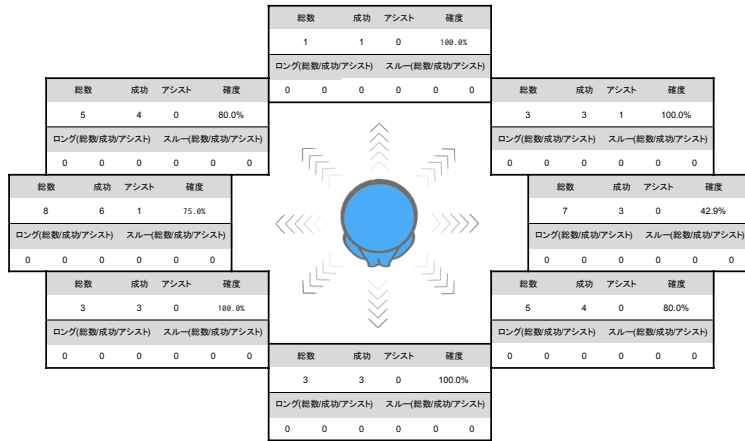 総数 成功 アシスト 確度
1 1 0 100.0%
ロング(総数/成功/アシスト) スルー(総数/成功/アシスト)
0 0 0 0 0 0
総数 成功 アシスト 確度
5 4 0 80.0%
ロング(総数/成功/アシスト) スルー(総数/成功/アシスト)
0 0 0 0 0 0
総数 成功 アシスト 確度
3 3 1 100.0%
ロング(総数/成功/アシスト) スルー(総数/成功/アシスト)
0 0 0 0 0 0
総数 成功 アシスト 確度
8 6 1 75.0%
ロング(総数/成功/アシスト) スルー(総数/成功/アシスト)
0 0 0 0 0 0
総数 成功 アシスト 確度
7 3 0 42.9%
ロング(総数/成功/アシスト) スルー(総数/成功/アシスト)
0 0 0 0 0 0
総数 成功 アシスト 確度
3 3 0 100.0%
ロング(総数/成功/アシスト) スルー(総数/成功/アシスト)
0 0 0 0 0 0
総数 成功 アシスト 確度
5 4 0 80.0%
ロング(総数/成功/アシスト) スルー(総数/成功/アシスト)
0 0 0 0 0 0
総数 成功 アシスト 確度
3 3 0 100.0%
ロング(総数/成功/アシスト) スルー(総数/成功/アシスト)
0 0 0 0 0 0